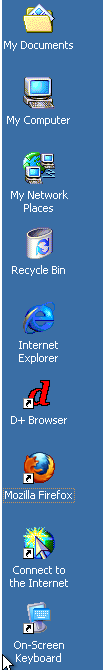 My Documents
My Computer
My Network
Places
Recycle Bin
Internet
Explorer
D+ Browser
Mozilla Firefox
Connect to
the Internet
On-Screen
Keyboard